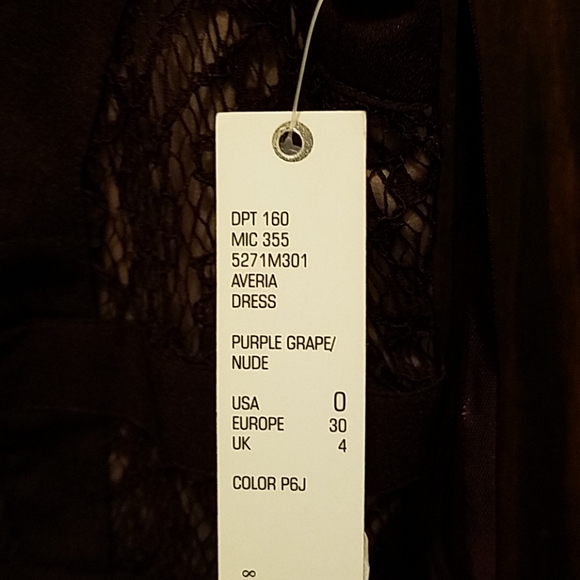 DPT 160
MIC 355
5271M301
AVERIA
DRESS
PURPLE GRAPE/
NUDE
USA 0
EUROPE 30
UK 4
COLOR P6J